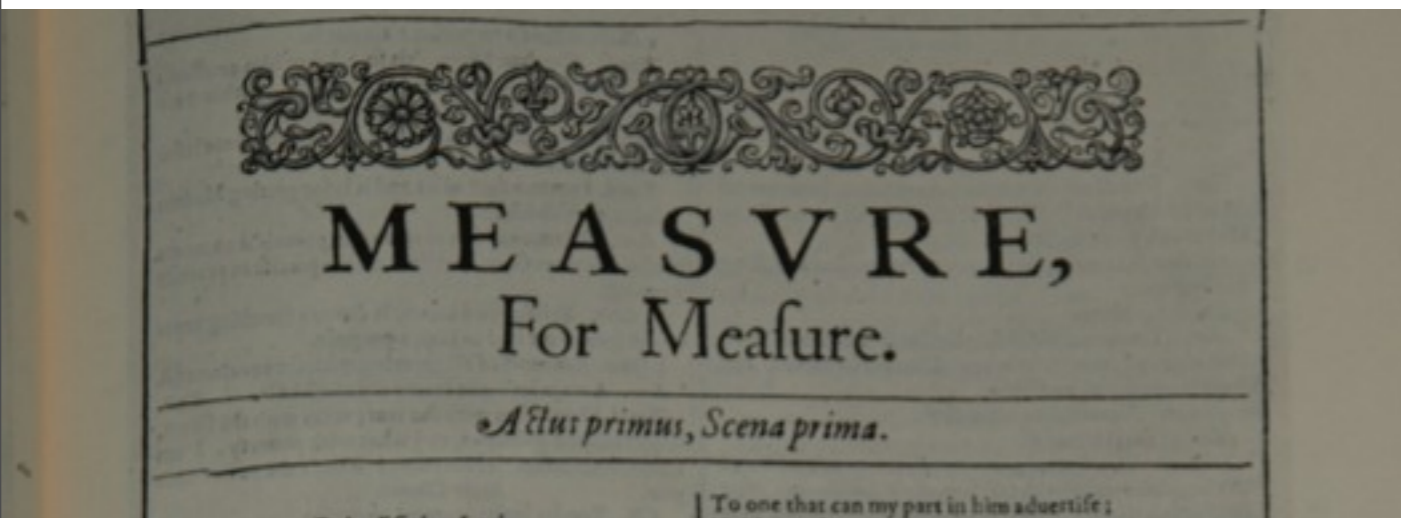 MEASVRE,
For Meaſure.
Actus primus, Scena prima.
To one that can my part in him aduertiſe;